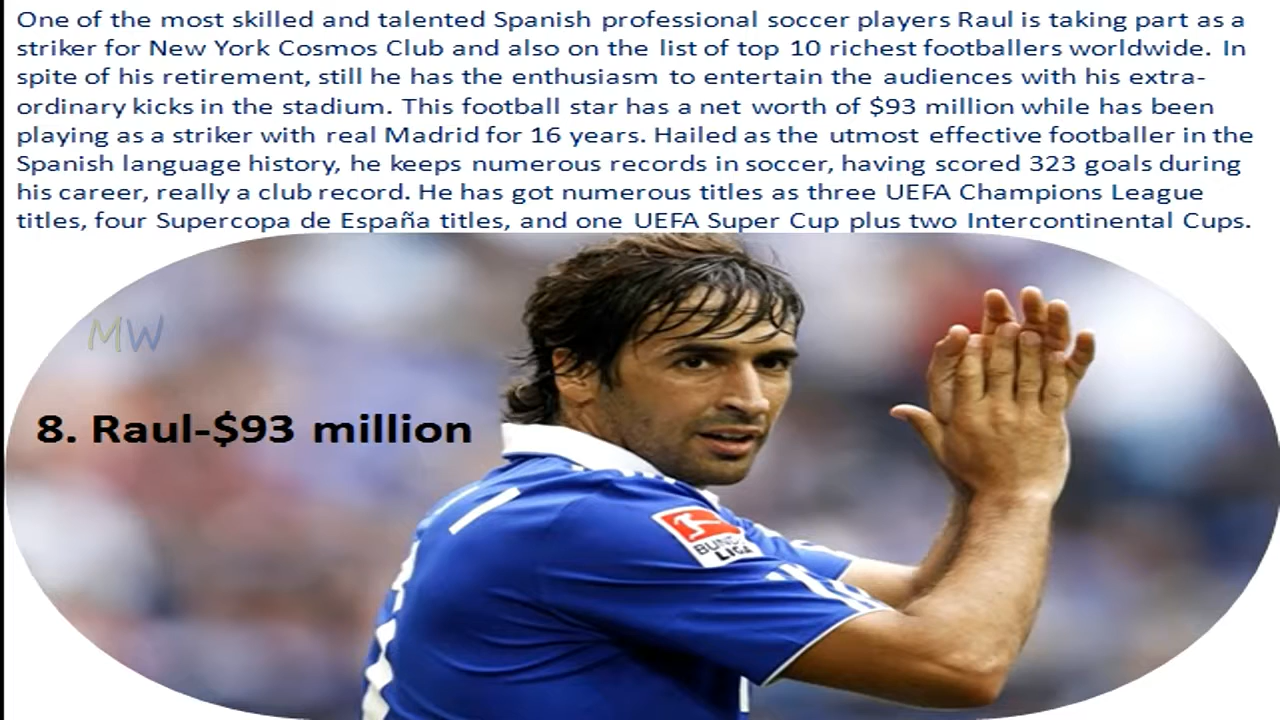 One of the most skilled and talented Spanish professional soccer players Raul is taking part as a
striker for New York Cosmos Club and also on the list of top 10 richest footballers worldwide. In
spite of his retirement, still he has the enthusiasm to entertain the audiences with his extra-
ordinary kicks in the stadium. This football star has a net worth of $93 million while has been
playing as a striker with real Madrid for 16 years. Hailed as the utmost effective footballer in the
Spanish language history, he keeps numerous records in soccer, having scored 323 goals during
his career, really a club record. He has got numerous titles as three UEFA Champions League
titles, four Supercopa de España titles, and one UEFA Super Cup plus two Intercontinental Cups.
MW
8. Raul-$93 million
BUNDES
LIGA